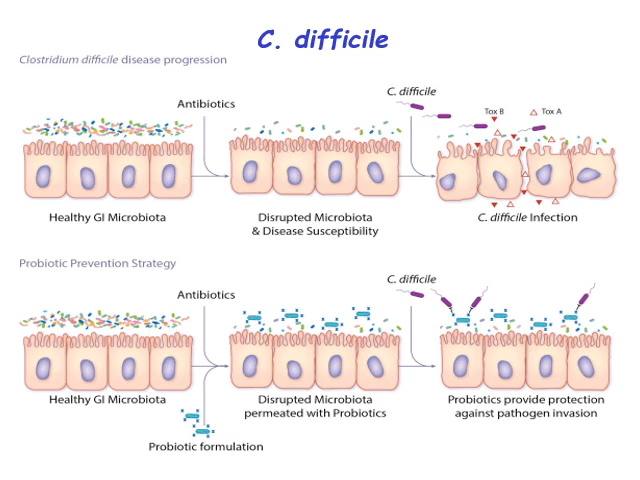 C. difficile
Clostridium difficile disease progression
Antibiotics
C. difficile
Tox B
Tox A
Healthy GI Microbiota
Disrupted Microbiota
& Disease Susceptibility
C. difficile Infection
Probiotic Prevention Strategy
Antibiotics
C. difficile
Healthy GI Microbiota
Disrupted Microbiota
permeated with Probiotics
Probiotics provide protection
against pathogen invasion
Probiotic formulation